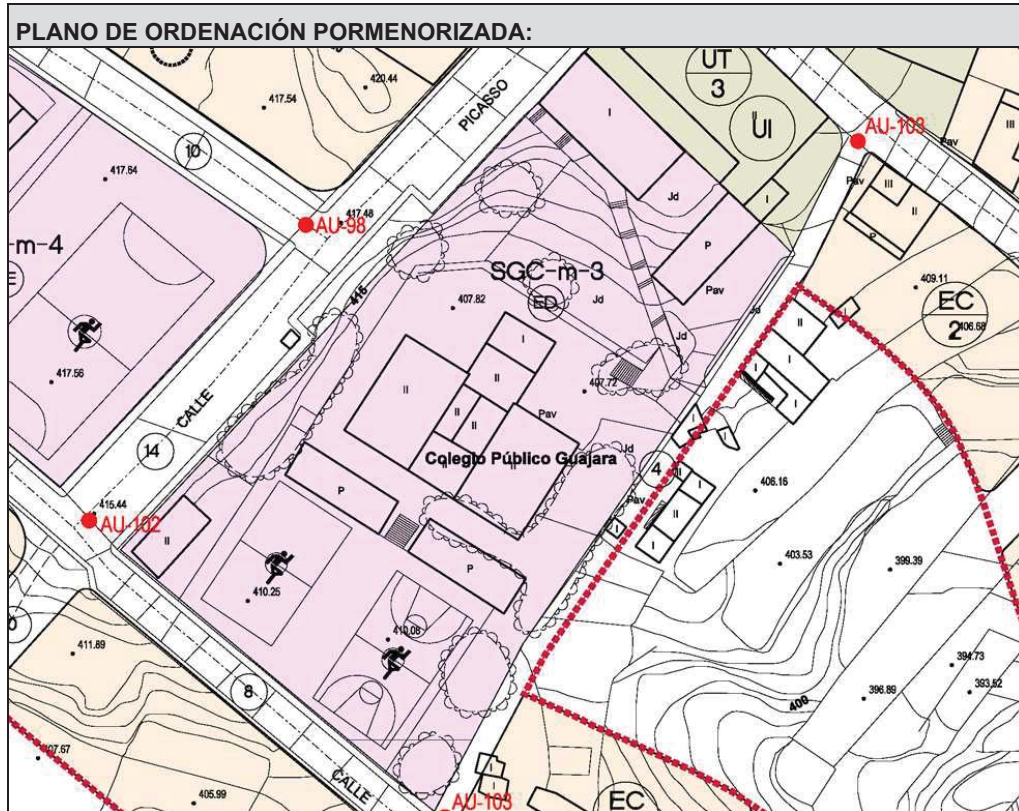 PLANO DE ORDENACIÓN PORMENORIZADA:
420.44
417.54
PICASSO
I
UT
3
UI
AU-103
Pav
Pav
III
10
417.64
AU-98
417.48
Jd
I
Pav
III
II
P
-m-4
P
SGC-m-3
ED
Jd
Pav
409.11
EC
2
406.68
416
407.82
Jd
417.56
I
II
II
II
II
407.72
Pav
Jd
II
I
I
I
CALLE
14
Colegio Público Guajara
Jd
4
I
I
406.16
415.44
AU-102
II
P
Pav
II
I
II
I
I
403.53
399.39
410.25
P
410.08
411.89
8
394.73
393.52
396.89
400
405.99
CALLE
AU-103
I
I
EC